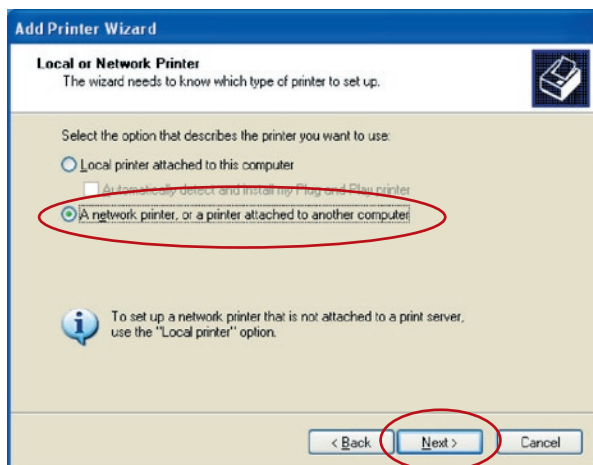 Add Printer Wizard
Local or Network Printer
The wizard needs to know which type of printer to set up.
Select the option that describes the printer you want to use:
Local printer attached to this computer
Automatically detect and install my Plug and Play printer
A network printer, or a printer attached to another computer
To set up a network printer that is not attached to a print server,
use the "Local printer" option.
< Back Next > Cancel